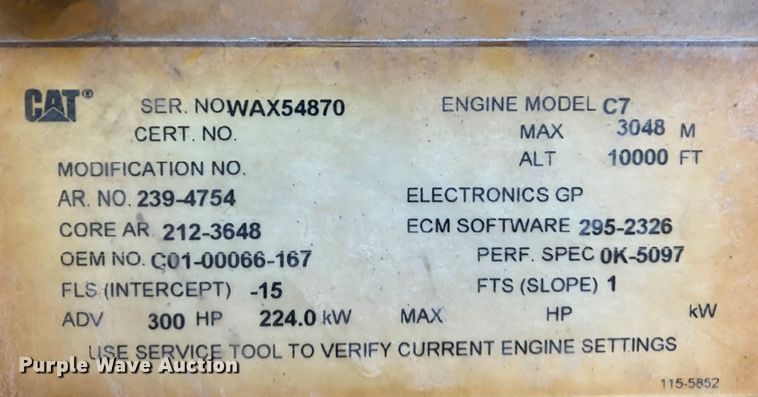 CAT® SER. NO WAX54870 ENGINE MODEL C7
CERT. NO. MAX 3048 M
ALT 10000 FT
MODIFICATION NO.
AR. NO. 239-4754 ELECTRONICS GP
CORE AR 212-3648 ECM SOFTWARE 295-2326
OEM NO. C01-00066-167 PERF. SPEC 0K-5097
FLS (INTERCEPT) -15 FTS (SLOPE) 1
ADV 300 HP 224.0 kW MAX HP kW
USE SERVICE TOOL TO VERIFY CURRENT ENGINE SETTINGS
Purple Wave Auction
115-5852